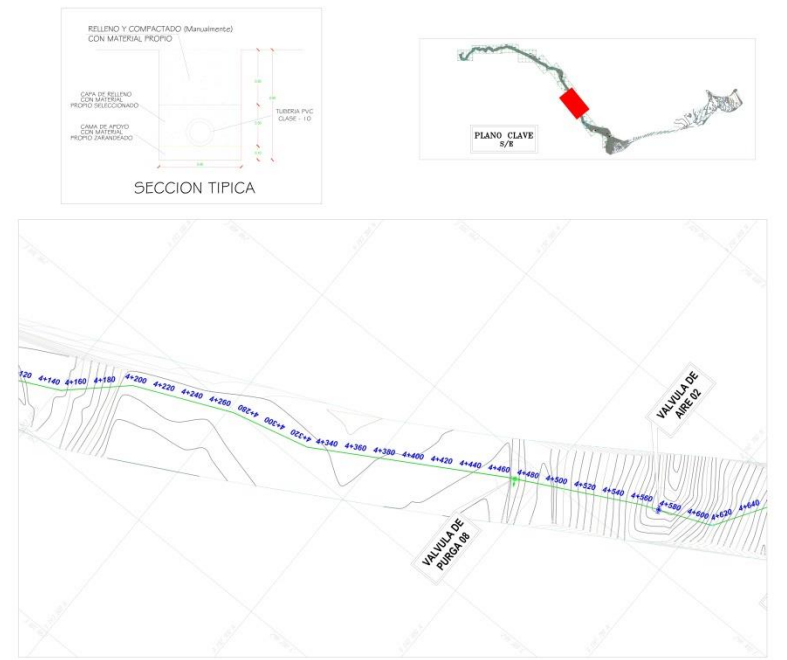 RELLENO Y COMPACTADO (Manualmente)
CON MATERIAL PROPIO
CAPA DE RELLENO
CON MATERIAL
PROPIO SELECCIONADO
CAMA DE APOYO
CON MATERIAL
PROPIO ZARANDEADO
TUBERIA PVC
CLASE - 10
SECCION TIPICA
PLANO CLAVE
S/E
120 4+140 4+160 4+180 4+200 4+220 4+240 4+260 4+280 4+300 4+320 4+340 4+360 4+380 4+400 4+420 4+440 4+460 4+480 4+500 4+520 4+540 4+560 4+580 4+600 4+620 4+640
VALVULA DE
AIRE 02
VALVULA DE
PURGA 08